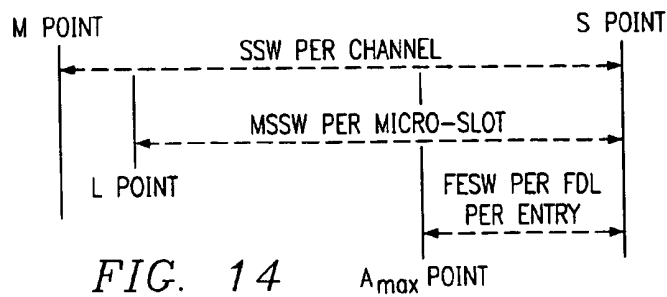 M POINT
S POINT
SSW PER CHANNEL
MSSW PER MICRO-SLOT
L POINT
FESW PER FDL
PER ENTRY
FIG. 14
Amax POINT